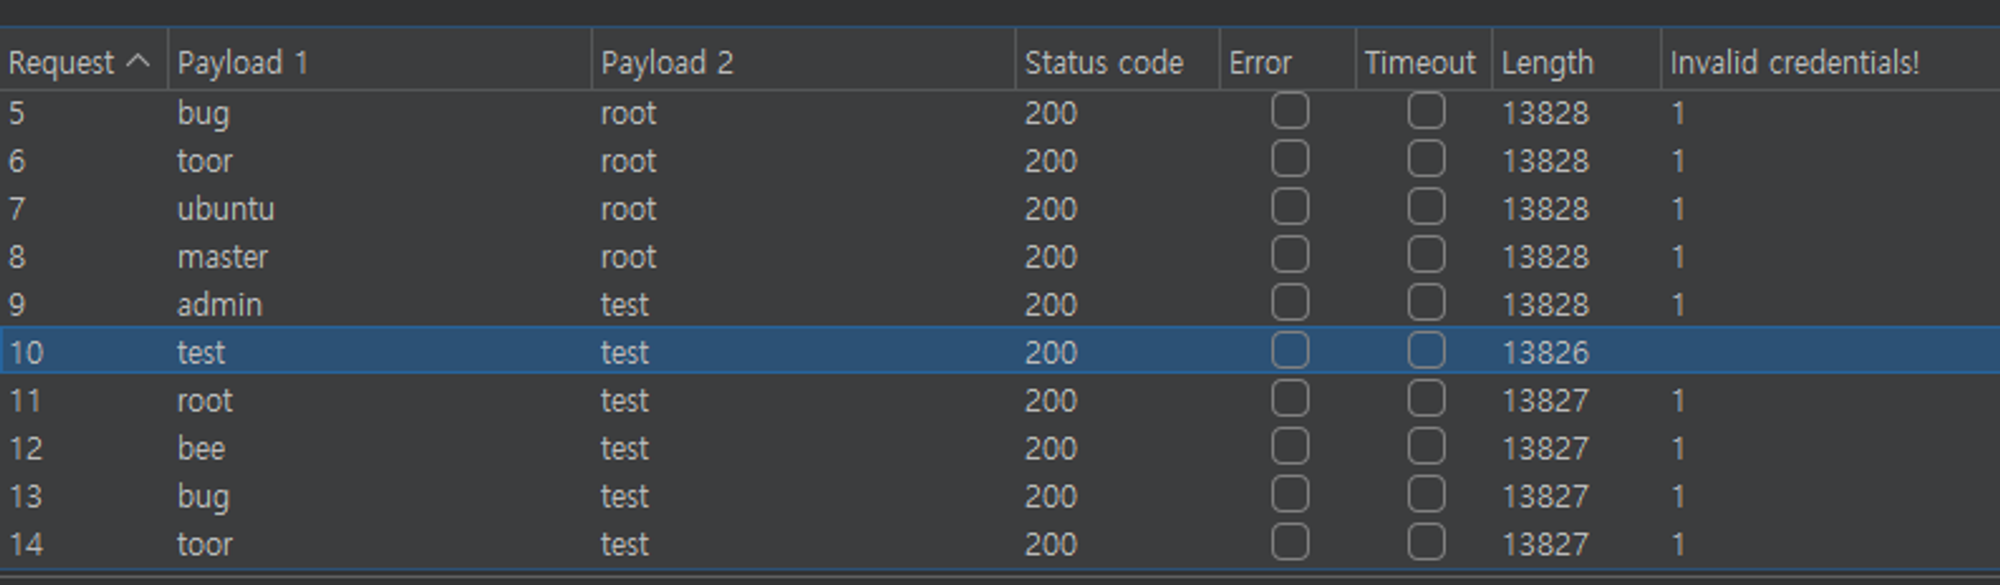 Request Payload 1 Payload 2 Status code Error Timeout Length Invalid credentials!
5 bug root 200 13828 1
6 toor root 200 13828 1
7 ubuntu root 200 13828 1
8 master root 200 13828 1
9 admin test 200 13828 1
10 test test 200 13826
11 root test 200 13827 1
12 bee test 200 13827 1
13 bug test 200 13827 1
14 toor test 200 13827 1